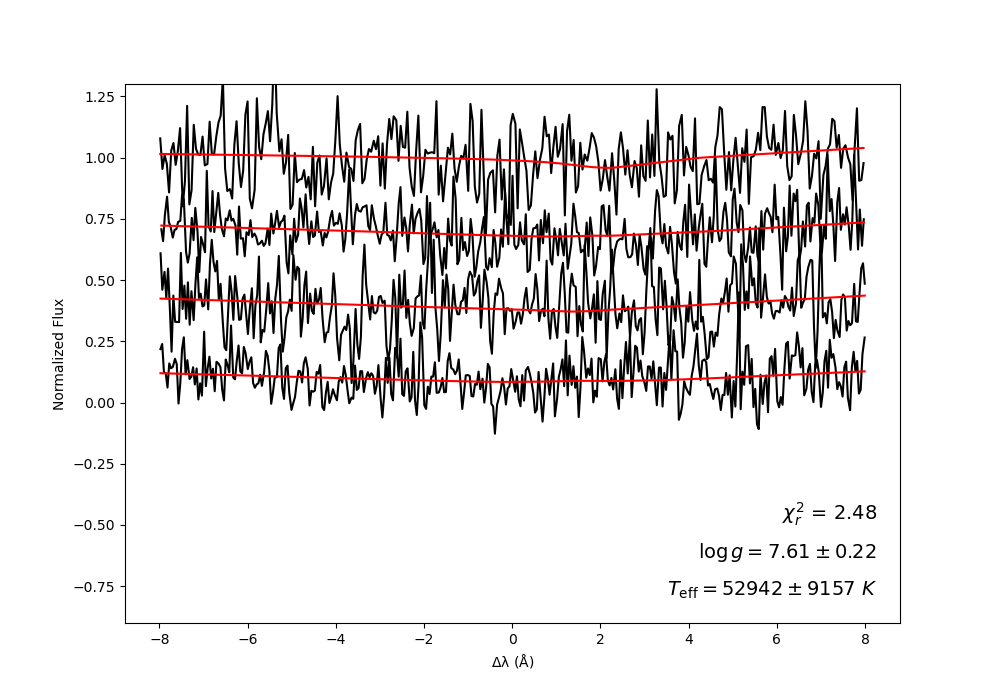 Normalized Flux
1.25
1.00
0.75
0.50
0.25
0.00
−0.25
−0.50
−0.75
χ²ᵣ = 2.48
log g = 7.61 ± 0.22
T_eff = 52942 ± 9157 K
−8 −6 −4 −2 0 2 4 6 8
Δλ (Å)